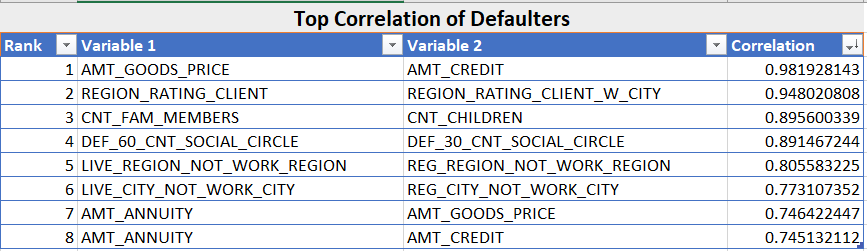 Top Correlation of Defaulters
Rank Variable 1 Variable 2 Correlation
1 AMT_GOODS_PRICE AMT_CREDIT 0.981928143
2 REGION_RATING_CLIENT REGION_RATING_CLIENT_W_CITY 0.948020808
3 CNT_FAM_MEMBERS CNT_CHILDREN 0.895600339
4 DEF_60_CNT_SOCIAL_CIRCLE DEF_30_CNT_SOCIAL_CIRCLE 0.891467244
5 LIVE_REGION_NOT_WORK_REGION REG_REGION_NOT_WORK_REGION 0.805583225
6 LIVE_CITY_NOT_WORK_CITY REG_CITY_NOT_WORK_CITY 0.773107352
7 AMT_ANNUITY AMT_GOODS_PRICE 0.746422447
8 AMT_ANNUITY AMT_CREDIT 0.745132112